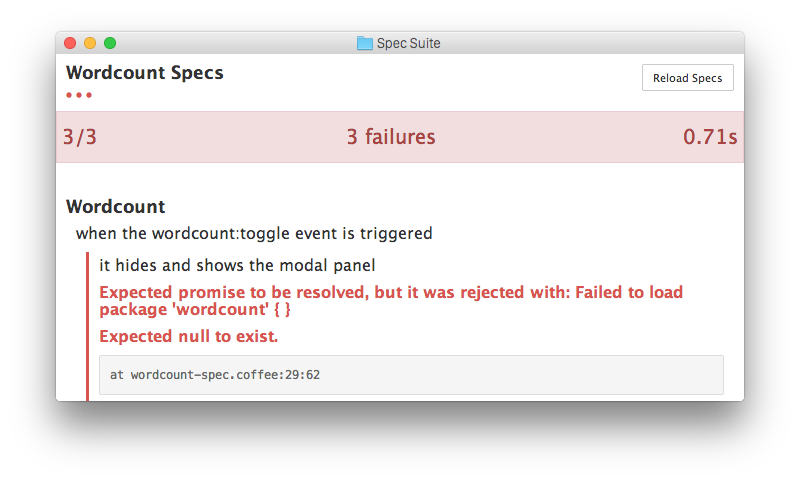 Spec Suite
Wordcount Specs
Reload Specs
3/3 3 failures 0.71s
Wordcount
when the wordcount:toggle event is triggered
it hides and shows the modal panel
Expected promise to be resolved, but it was rejected with: Failed to load
package 'wordcount' { }
Expected null to exist.
at wordcount-spec.coffee:29:62